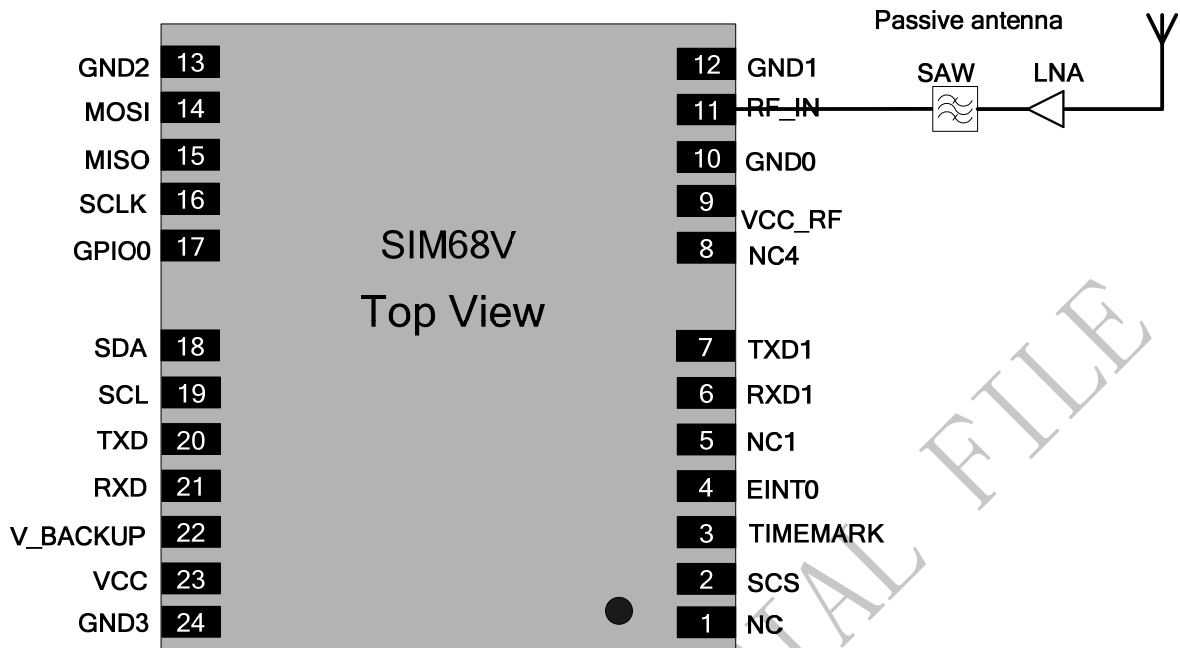 Passive antenna
SAW LNA
GND2 13 12 GND1
MOSI 14 11 RF_IN
MISO 15 10 GND0
SCLK 16 9 VCC_RF
GPIO0 17 8 NC4
SIM68V
Top View
SDA 18 7 TXD1
SCL 19 6 RXD1
TXD 20 5 NC1
RXD 21 4 EINT0
V_BACKUP 22 3 TIMEMARK
VCC 23 2 SCS
GND3 24 1 NC
FILE